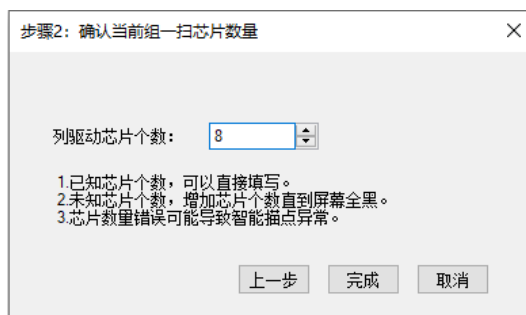 步骤2：确认当前组一扫芯片数量
列驱动芯片个数： 8
1.已知芯片个数，可以直接填写。
2.未知芯片个数，增加芯片个数直到屏幕全黑。
3.芯片数量错误可能导致智能描点异常。
上一步 完成 取消